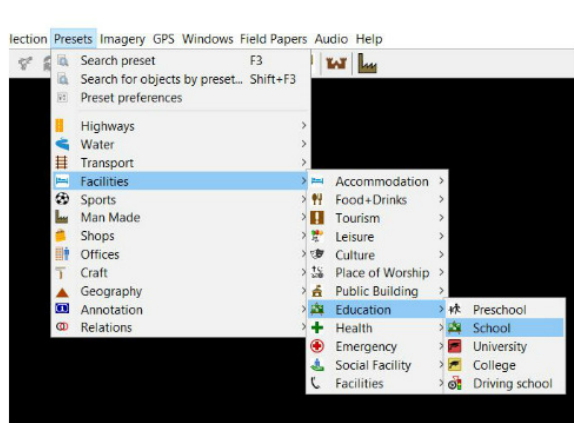 lection Presets Imagery GPS Windows Field Papers Audio Help
Search preset F3
Search for objects by preset... Shift+F3
Preset preferences
Highways
Water
Transport
Facilities
Sports
Man Made
Shops
Offices
Craft
Geography
Annotation
Relations
Accommodation
Food+Drinks
Tourism
Leisure
Culture
Place of Worship
Public Building
Education
Health
Emergency
Social Facility
Facilities
Preschool
School
University
College
Driving school